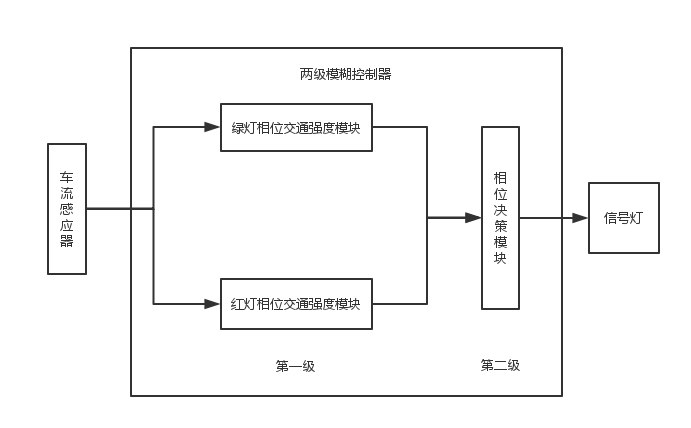 两级模糊控制器
绿灯相位交通强度模块
车流感应器
相位决策模块
信号灯
红灯相位交通强度模块
第一级
第二级